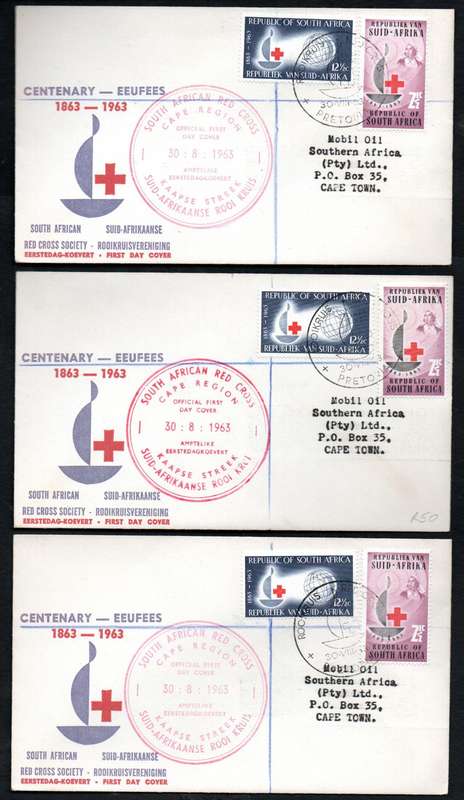 REPUBLIC OF SOUTH AFRICA
1863-1963
12½c
REPUBLIEK VAN SUID-AFRIKA
REPUBLIEK VAN
SUID-AFRIKA
2½c
REPUBLIC OF
SOUTH AFRICA
30 VIII
PRETORIA
CENTENARY — EEUFEES
1863 — 1963
SOUTH AFRICAN RED CROSS
CAPE REGION
OFFICIAL FIRST
DAY COVER
30 : 8 : 1963
AMPTELIKE
EERSTEDAGKOEVERT
KAAPSE STREEK
SUID-AFRIKAANSE ROOI KRUIS
Mobil Oil
Southern Africa
(Pty) Ltd.,
P.O. Box 35,
CAPE TOWN.
SOUTH AFRICAN SUID-AFRIKAANSE
RED CROSS SOCIETY - ROOIKRUISVERENIGING
EERSTEDAG-KOEVERT - FIRST DAY COVER
REPUBLIC OF SOUTH AFRICA
1863-1963
12½c
REPUBLIEK VAN SUID-AFRIKA
REPUBLIEK VAN
SUID-AFRIKA
2½c
REPUBLIC OF
SOUTH AFRICA
ROOIKRUIS
30 VIII
PRETORIA
CENTENARY — EEUFEES
1863 — 1963
SOUTH AFRICAN RED CROSS
CAPE REGION
OFFICIAL FIRST
DAY COVER
30 : 8 : 1963
AMPTELIKE
EERSTEDAGKOEVERT
KAAPSE STREEK
SUID-AFRIKAANSE ROOI KRUIS
Mobil Oil
Southern Africa
(Pty) Ltd.,
P.O. Box 35,
CAPE TOWN.
SOUTH AFRICAN SUID-AFRIKAANSE
RED CROSS SOCIETY - ROOIKRUISVERENIGING
EERSTEDAG-KOEVERT - FIRST DAY COVER
R50
REPUBLIC OF SOUTH AFRICA
1863-1963
12½c
REPUBLIEK VAN SUID-AFRIKA
REPUBLIEK VAN
SUID-AFRIKA
2½c
REPUBLIC OF
SOUTH AFRICA
30 VIII
CENTENARY — EEUFEES
1863 — 1963
SOUTH AFRICAN RED CROSS
CAPE REGION
OFFICIAL FIRST
DAY COVER
30 : 8 : 1963
AMPTELIKE
EERSTEDAGKOEVERT
KAAPSE STREEK
SUID-AFRIKAANSE ROOI KRUIS
Mobil Oil
Southern Africa
(Pty) Ltd.,
P.O. Box 35,
CAPE TOWN.
SOUTH AFRICAN SUID-AFRIKAANSE
RED CROSS SOCIETY - ROOIKRUISVERENIGING
EERSTEDAG-KOEVERT - FIRST DAY COVER